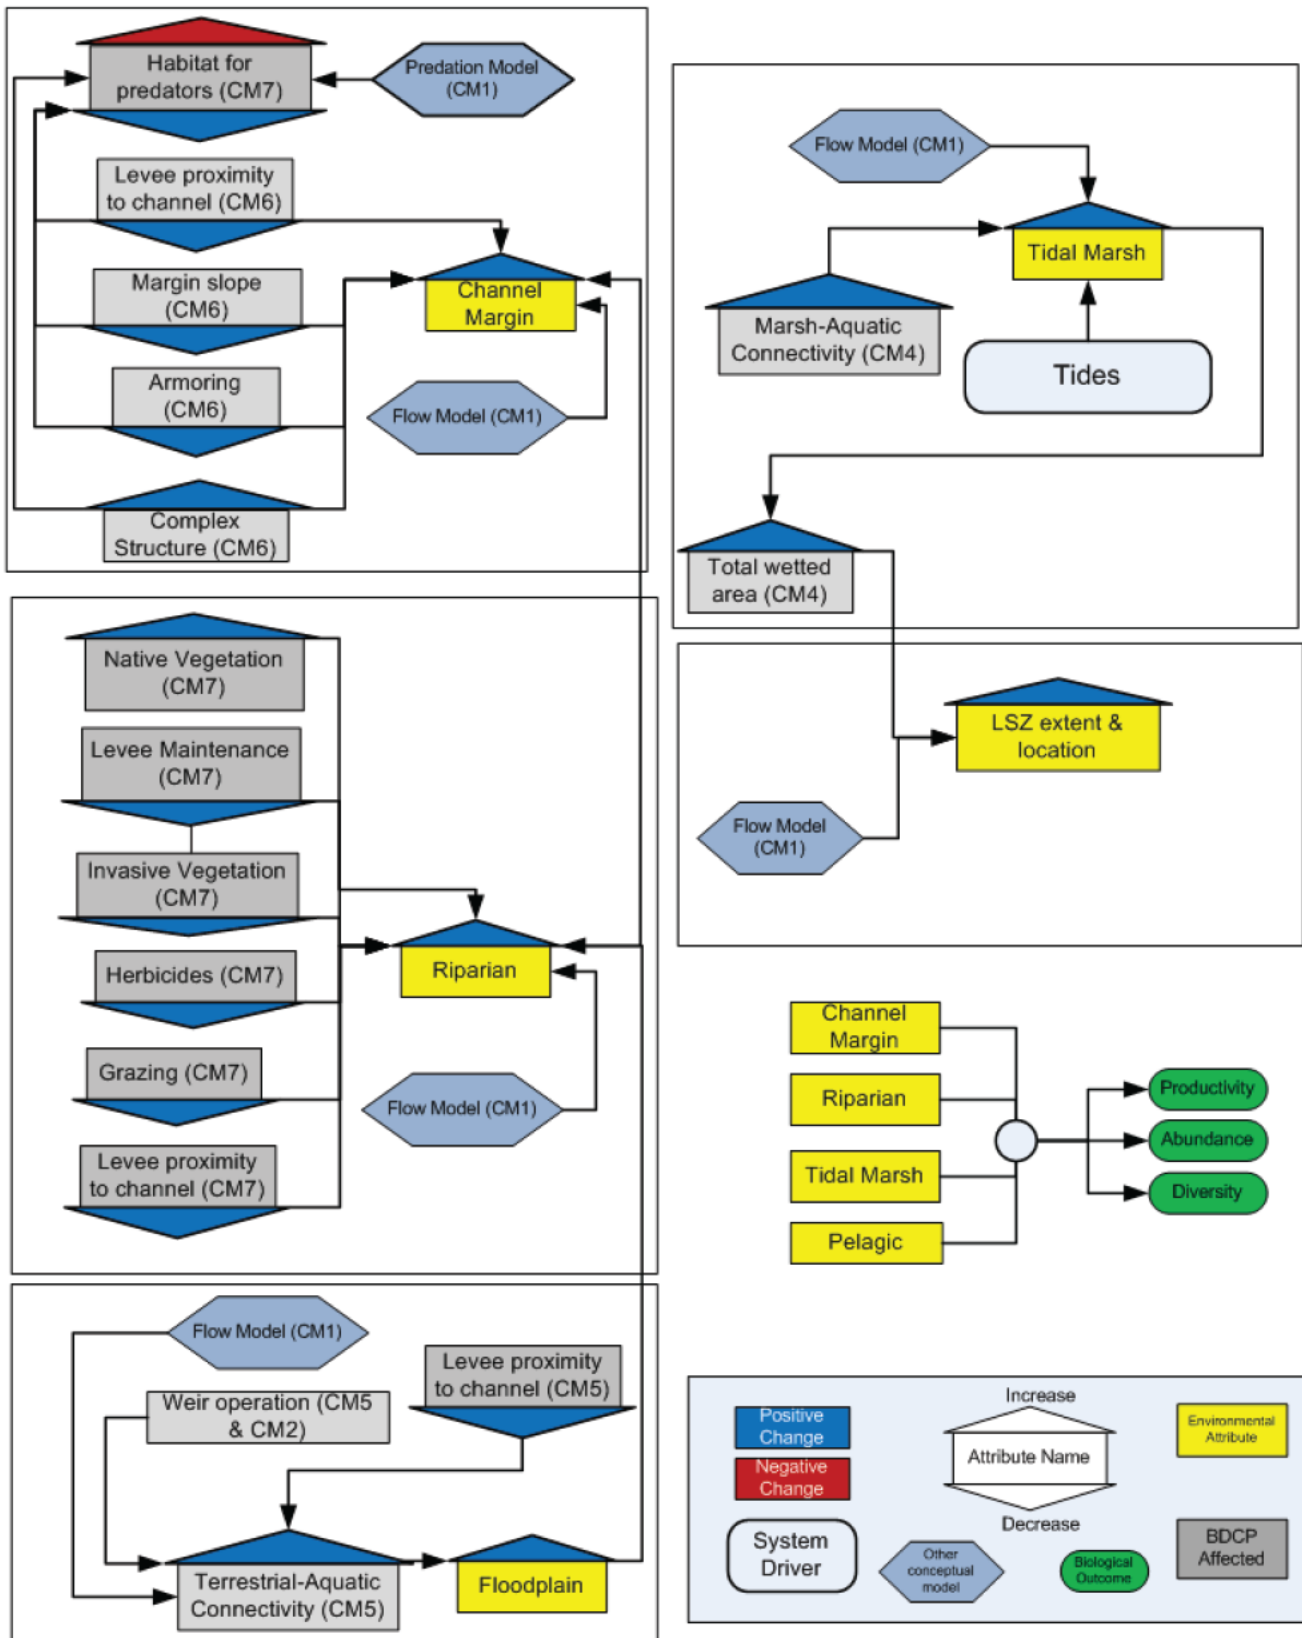 Habitat for
predators (CM7)
Predation Model
(CM1)
Levee proximity
to channel (CM6)
Margin slope
(CM6)
Channel
Margin
Armoring
(CM6)
Flow Model (CM1)
Complex
Structure (CM6)
Flow Model (CM1)
Tidal Marsh
Marsh-Aquatic
Connectivity (CM4)
Tides
Total wetted
area (CM4)
LSZ extent &
location
Flow Model
(CM1)
Native Vegetation
(CM7)
Levee Maintenance
(CM7)
Invasive Vegetation
(CM7)
Herbicides (CM7)
Riparian
Grazing (CM7)
Flow Model (CM1)
Levee proximity
to channel (CM7)
Channel
Margin
Riparian
Tidal Marsh
Pelagic
Productivity
Abundance
Diversity
Flow Model (CM1)
Levee proximity
to channel (CM5)
Weir operation (CM5
& CM2)
Terrestrial-Aquatic
Connectivity (CM5)
Floodplain
Positive
Change
Negative
Change
Increase
Attribute Name
Decrease
Environmental
Attribute
System
Driver
Other
conceptual
model
Biological
Outcome
BDCP
Affected